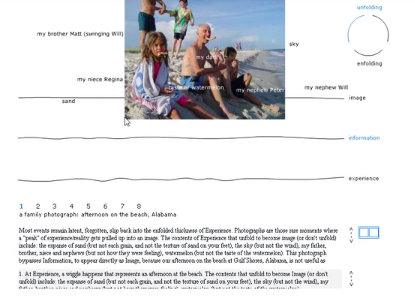 unfolding
my brother Matt (swinging Will)
sky
my dad
enfolding
my niece Regina
taste of watermelon
my nephew Peter
my nephew Will
sand
image
information
experience
1 2 3 4 5 6 7 8
a family photograph: afternoon on the beach, Alabama
Most events remain latent, forgotten, slip back into the enfolded thickness of Experience. Photographs are those rare moments where
a "peak" of experience/reality gets pulled up into an image. The contents of Experience that unfold to become image (or don't unfold)
include: the expanse of sand (but not each grain, and not the texture of sand on your feet), the sky (but not the wind), my father,
brother, niece and nephews (but not how they were feeling), watermelon (but not the taste of the watermelon). This photograph
bypasses Information, to appear directly as Image, because our afternoon on the beach at Gulf Shores, Alabama, is not useful as
1. At Experience, a wiggle happens that represents an afternoon at the beach. The contents that unfold to become Image (or don't
unfold) include: the expanse of sand (but not each grain, and not the texture of sand on your feet), the sky (but not the wind), my